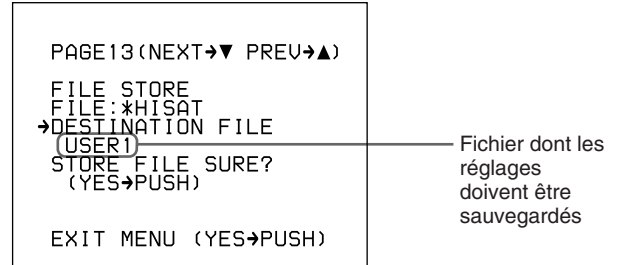 PAGE13(NEXT→▼ PREV→▲)
FILE STORE
FILE:*HISAT
→DESTINATION FILE
USER1
STORE FILE SURE?
(YES→PUSH)
EXIT MENU (YES→PUSH)
Fichier dont les
réglages
doivent être
sauvegardés